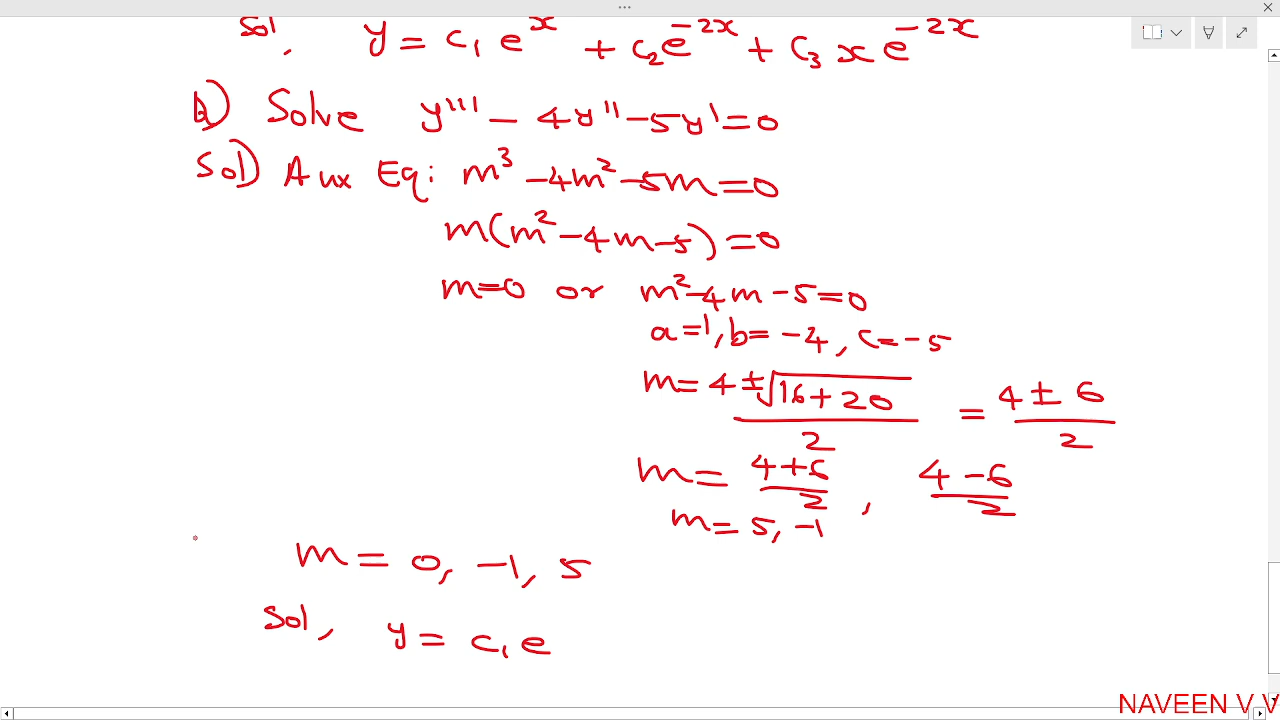 Sol, y = c₁ e^x + c₂ e^-2x + c₃ x e^-2x
Q) Solve y''' - 4y'' - 5y' = 0
Sol) Aux Eq: m³ - 4m² - 5m = 0
m(m² - 4m - 5) = 0
m = 0 or m² - 4m - 5 = 0
a = 1, b = -4, c = -5
m = 4 ± √16 + 20 / 2 = 4 ± 6 / 2
m = 4 + 6 / 2 , 4 - 6 / 2
m = 5, -1
m = 0, -1, 5
Sol, y = c₁ e
NAVEEN V V